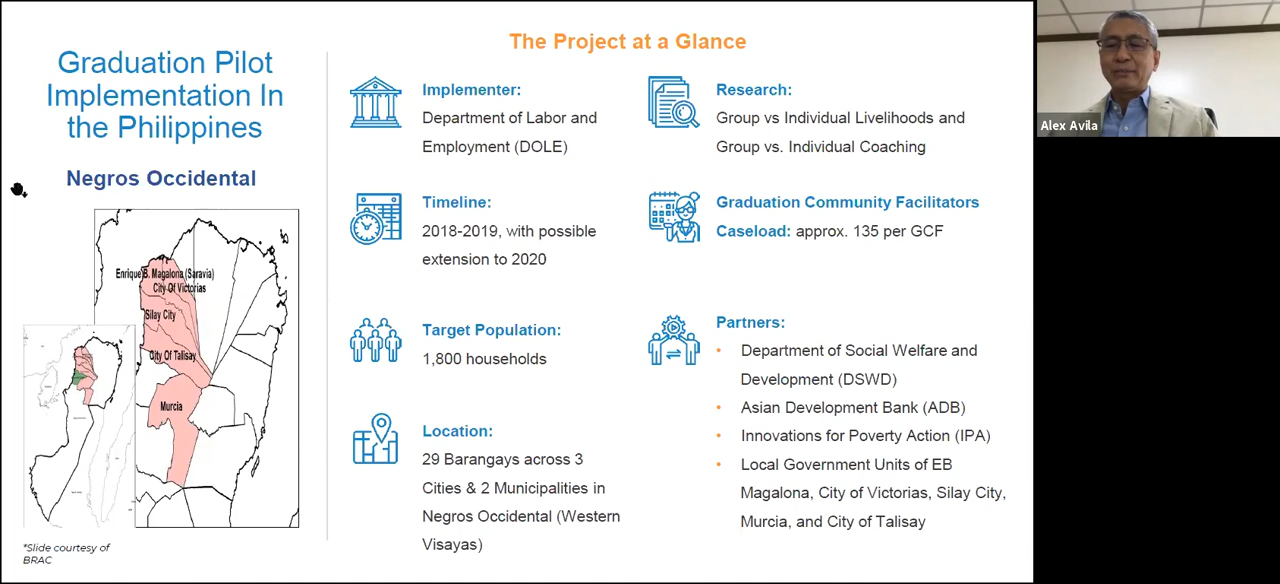 Graduation Pilot
Implementation In
the Philippines
Negros Occidental
Enrique B. Magalona (Saravia)
City Of Victorias
Silay City
City Of Talisay
Murcia
*Slide courtesy of
BRAC
The Project at a Glance
Implementer:
Department of Labor and
Employment (DOLE)
Timeline:
2018-2019, with possible
extension to 2020
Target Population:
1,800 households
Location:
29 Barangays across 3
Cities & 2 Municipalities in
Negros Occidental (Western
Visayas)
Research:
Group vs Individual Livelihoods and
Group vs. Individual Coaching
Graduation Community Facilitators
Caseload: approx. 135 per GCF
Partners:
• Department of Social Welfare and
Development (DSWD)
• Asian Development Bank (ADB)
• Innovations for Poverty Action (IPA)
• Local Government Units of EB
Magalona, City of Victorias, Silay City,
Murcia, and City of Talisay
Alex Avila